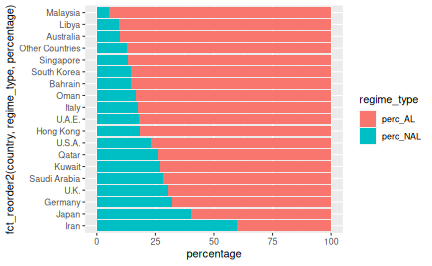 fct_reorder2(country, regime_type, percentage)
Malaysia
Libya
Australia
Other Countries
Singapore
South Korea
Bahrain
Oman
Italy
U.A.E.
Hong Kong
U.S.A.
Qatar
Kuwait
Saudi Arabia
U.K.
Germany
Japan
Iran
0 25 50 75 100
percentage
regime_type
perc_AL
perc_NAL